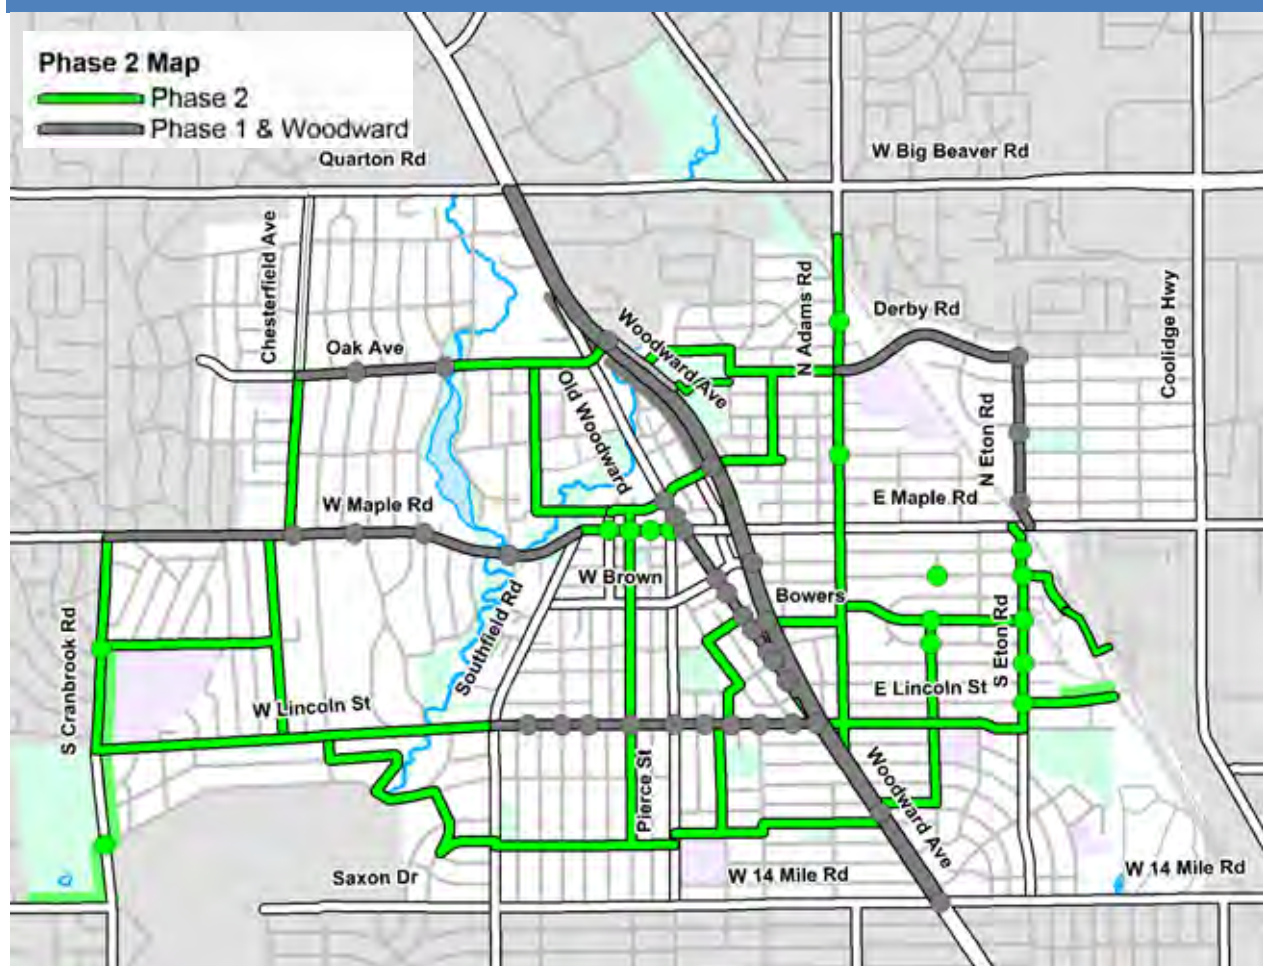 Phase 2 Map
Phase 2
Phase 1 & Woodward
Quarton Rd
W Big Beaver Rd
Chesterfield Ave
N Adams Rd
Coolidge Hwy
Derby Rd
Woodward Ave
Oak Ave
Old Woodward
N Eton Rd
W Maple Rd
E Maple Rd
W Brown
Bowers
Southfield Rd
S Cranbrook Rd
S Eton Rd
E Lincoln St
W Lincoln St
Pierce St
Woodward Ave
Saxon Dr
W 14 Mile Rd
W 14 Mile Rd